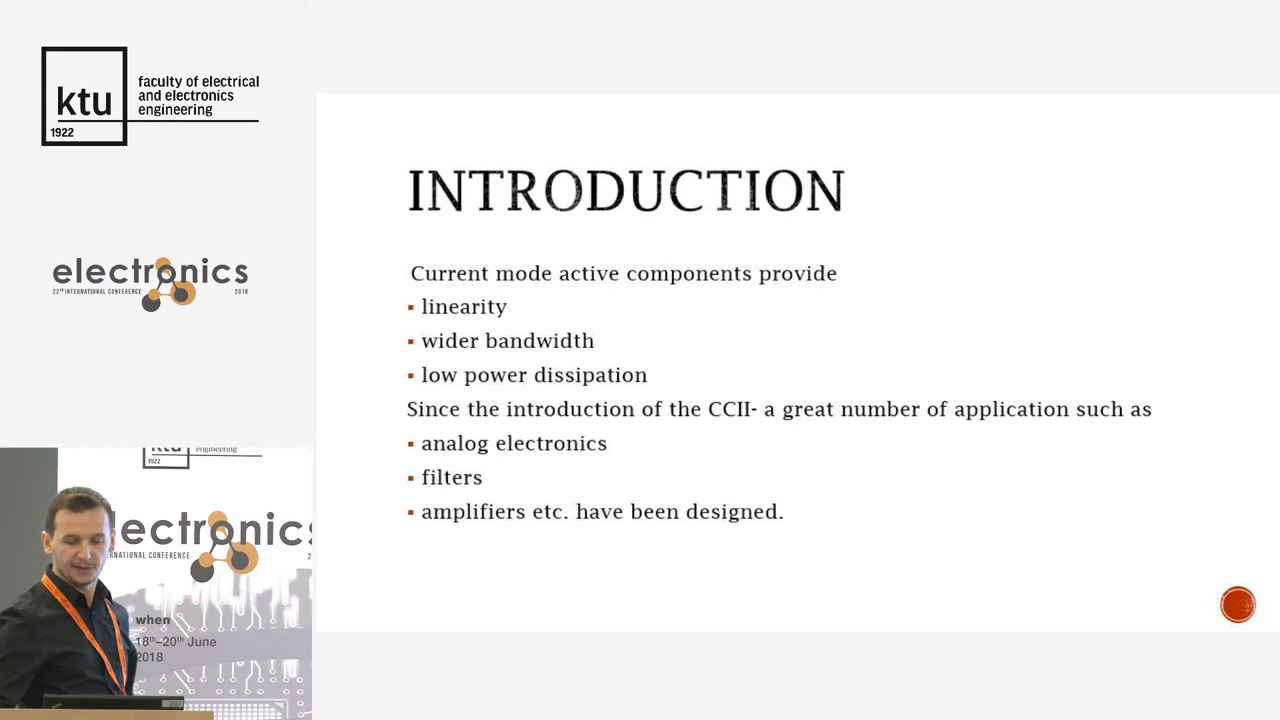 ktu
1922
faculty of electrical
and electronics
engineering
electronics
22ND INTERNATIONAL CONFERENCE 2018
INTRODUCTION
Current mode active components provide
▪ linearity
▪ wider bandwidth
▪ low power dissipation
Since the introduction of the CCII- a great number of application such as
▪ analog electronics
▪ filters
▪ amplifiers etc. have been designed.
ktu
engineering
1922
lectronics
RNATIONAL CONFERENCE 2
when
18th–20th June
2018